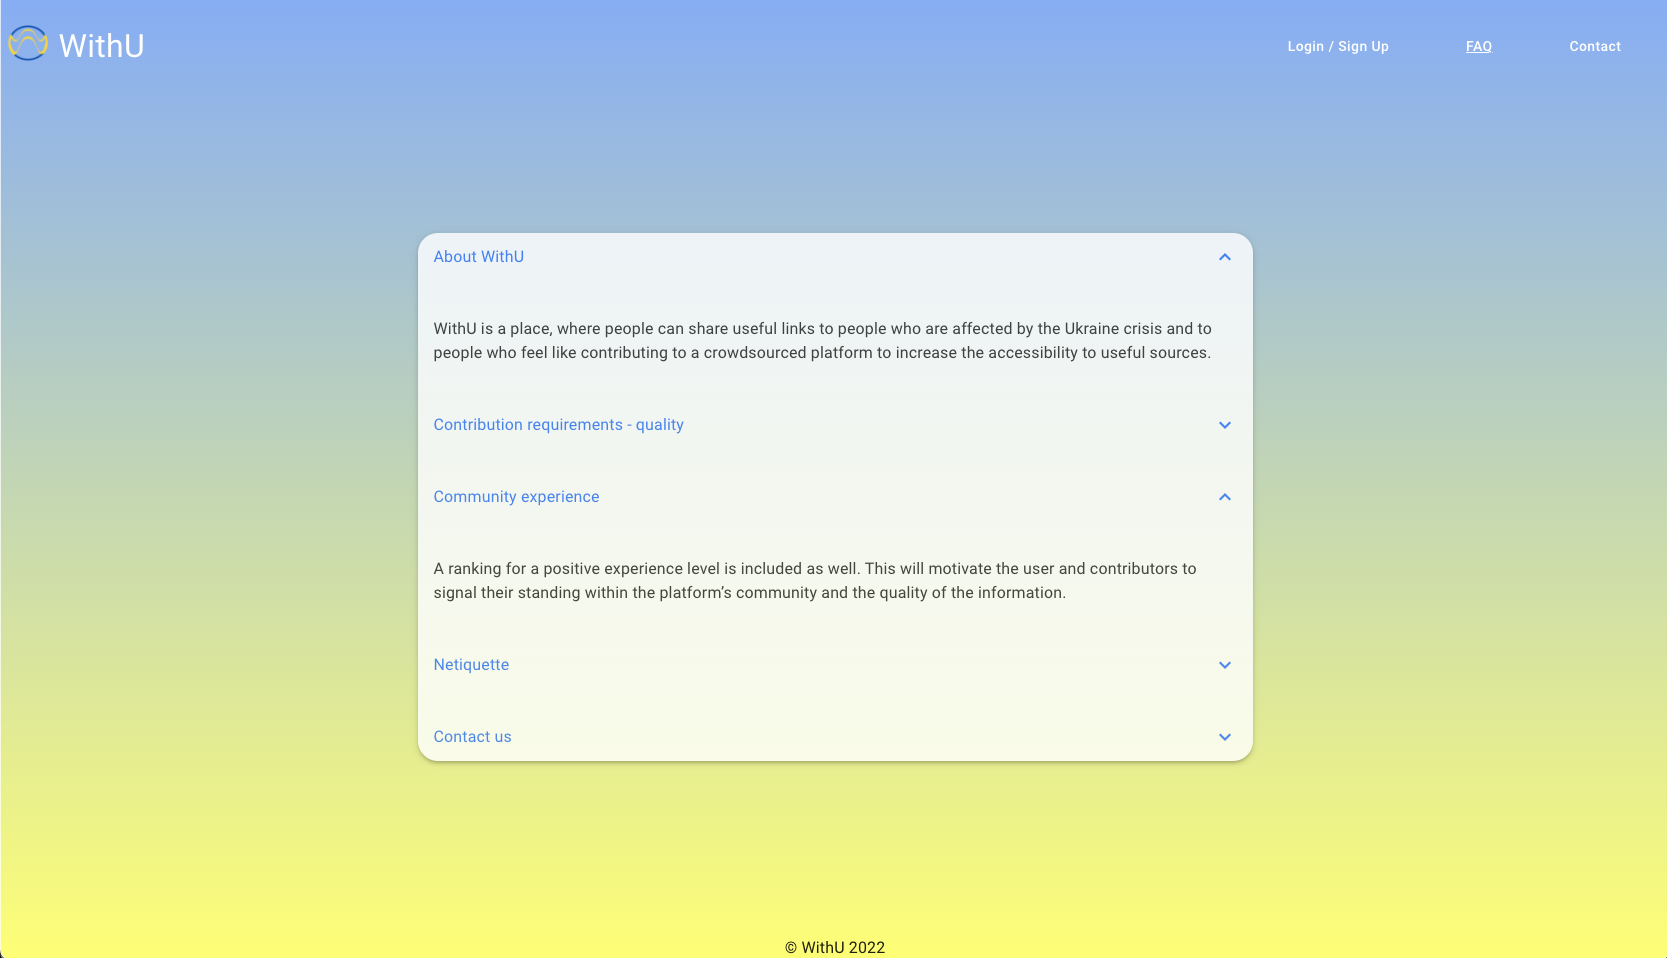 WithU
Login / Sign Up
FAQ
Contact
About WithU
WithU is a place, where people can share useful links to people who are affected by the Ukraine crisis and to
people who feel like contributing to a crowdsourced platform to increase the accessibility to useful sources.
Contribution requirements - quality
Community experience
A ranking for a positive experience level is included as well. This will motivate the user and contributors to
signal their standing within the platform’s community and the quality of the information.
Netiquette
Contact us
© WithU 2022